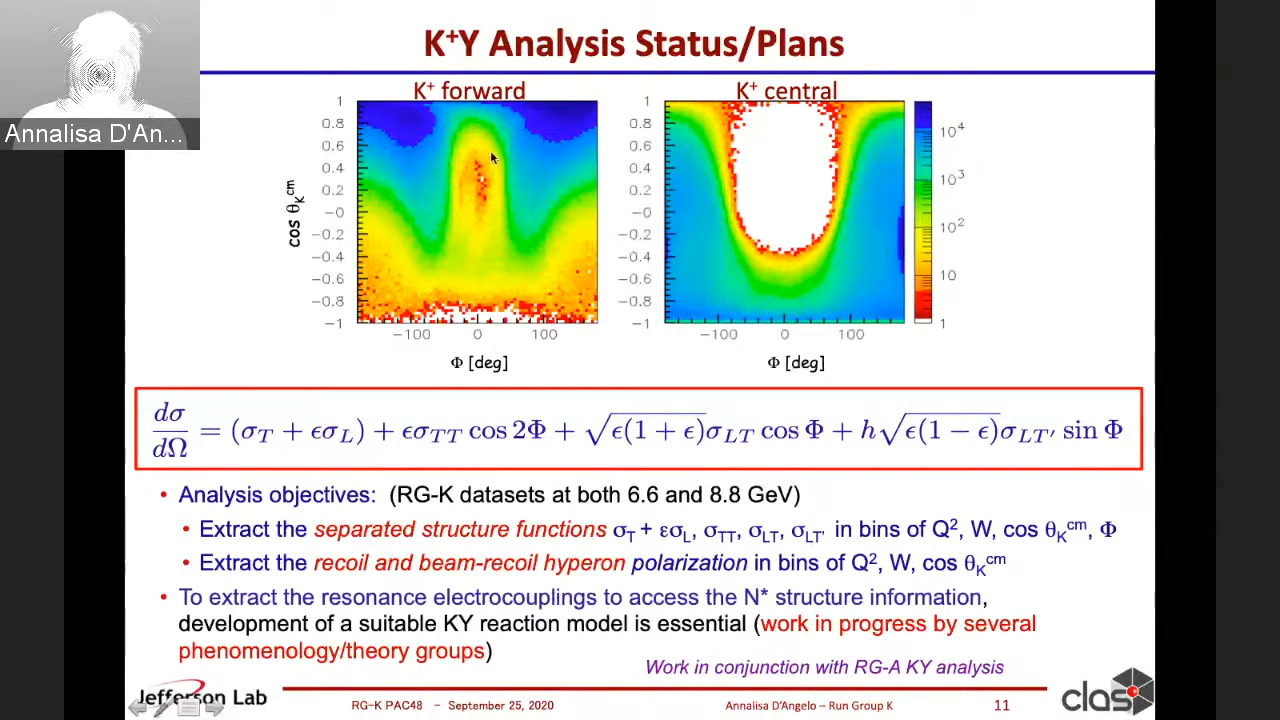 K⁺Y Analysis Status/Plans
Annalisa D'An...
K⁺ forward
K⁺ central
1
0.8
0.6
0.4
0.2
−0
−0.2
−0.4
−0.6
−0.8
−1
cos θ_K^cm
−100 0 100
Φ [deg]
1
0.8
0.6
0.4
0.2
−0
−0.2
−0.4
−0.6
−0.8
−1
−100 0 100
Φ [deg]
10⁴
10³
10²
10
1
dσ/dΩ = (σ_T + ϵσ_L) + ϵσ_TT cos 2Φ + √ϵ(1 + ϵ)σ_LT cos Φ + h√ϵ(1 − ϵ)σ_LT′ sin Φ
• Analysis objectives: (RG-K datasets at both 6.6 and 8.8 GeV)
• Extract the separated structure functions σ_T + εσ_L, σ_TT, σ_LT, σ_LT' in bins of Q², W, cos θ_K^cm, Φ
• Extract the recoil and beam-recoil hyperon polarization in bins of Q², W, cos θ_K^cm
• To extract the resonance electrocouplings to access the N* structure information,
development of a suitable KY reaction model is essential (work in progress by several
phenomenology/theory groups)
Work in conjunction with RG-A KY analysis
Jefferson Lab
RG-K PAC48 – September 25, 2020
Annalisa D'Angelo – Run Group K
11
clas